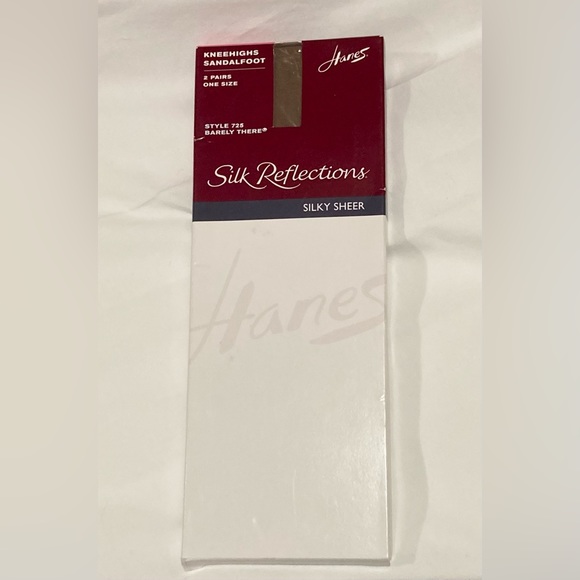 KNEEHIGHS
SANDALFOOT
2 PAIRS
ONE SIZE
Hanes
STYLE 725
BARELY THERE®
Silk Reflections
SILKY SHEER
Hanes